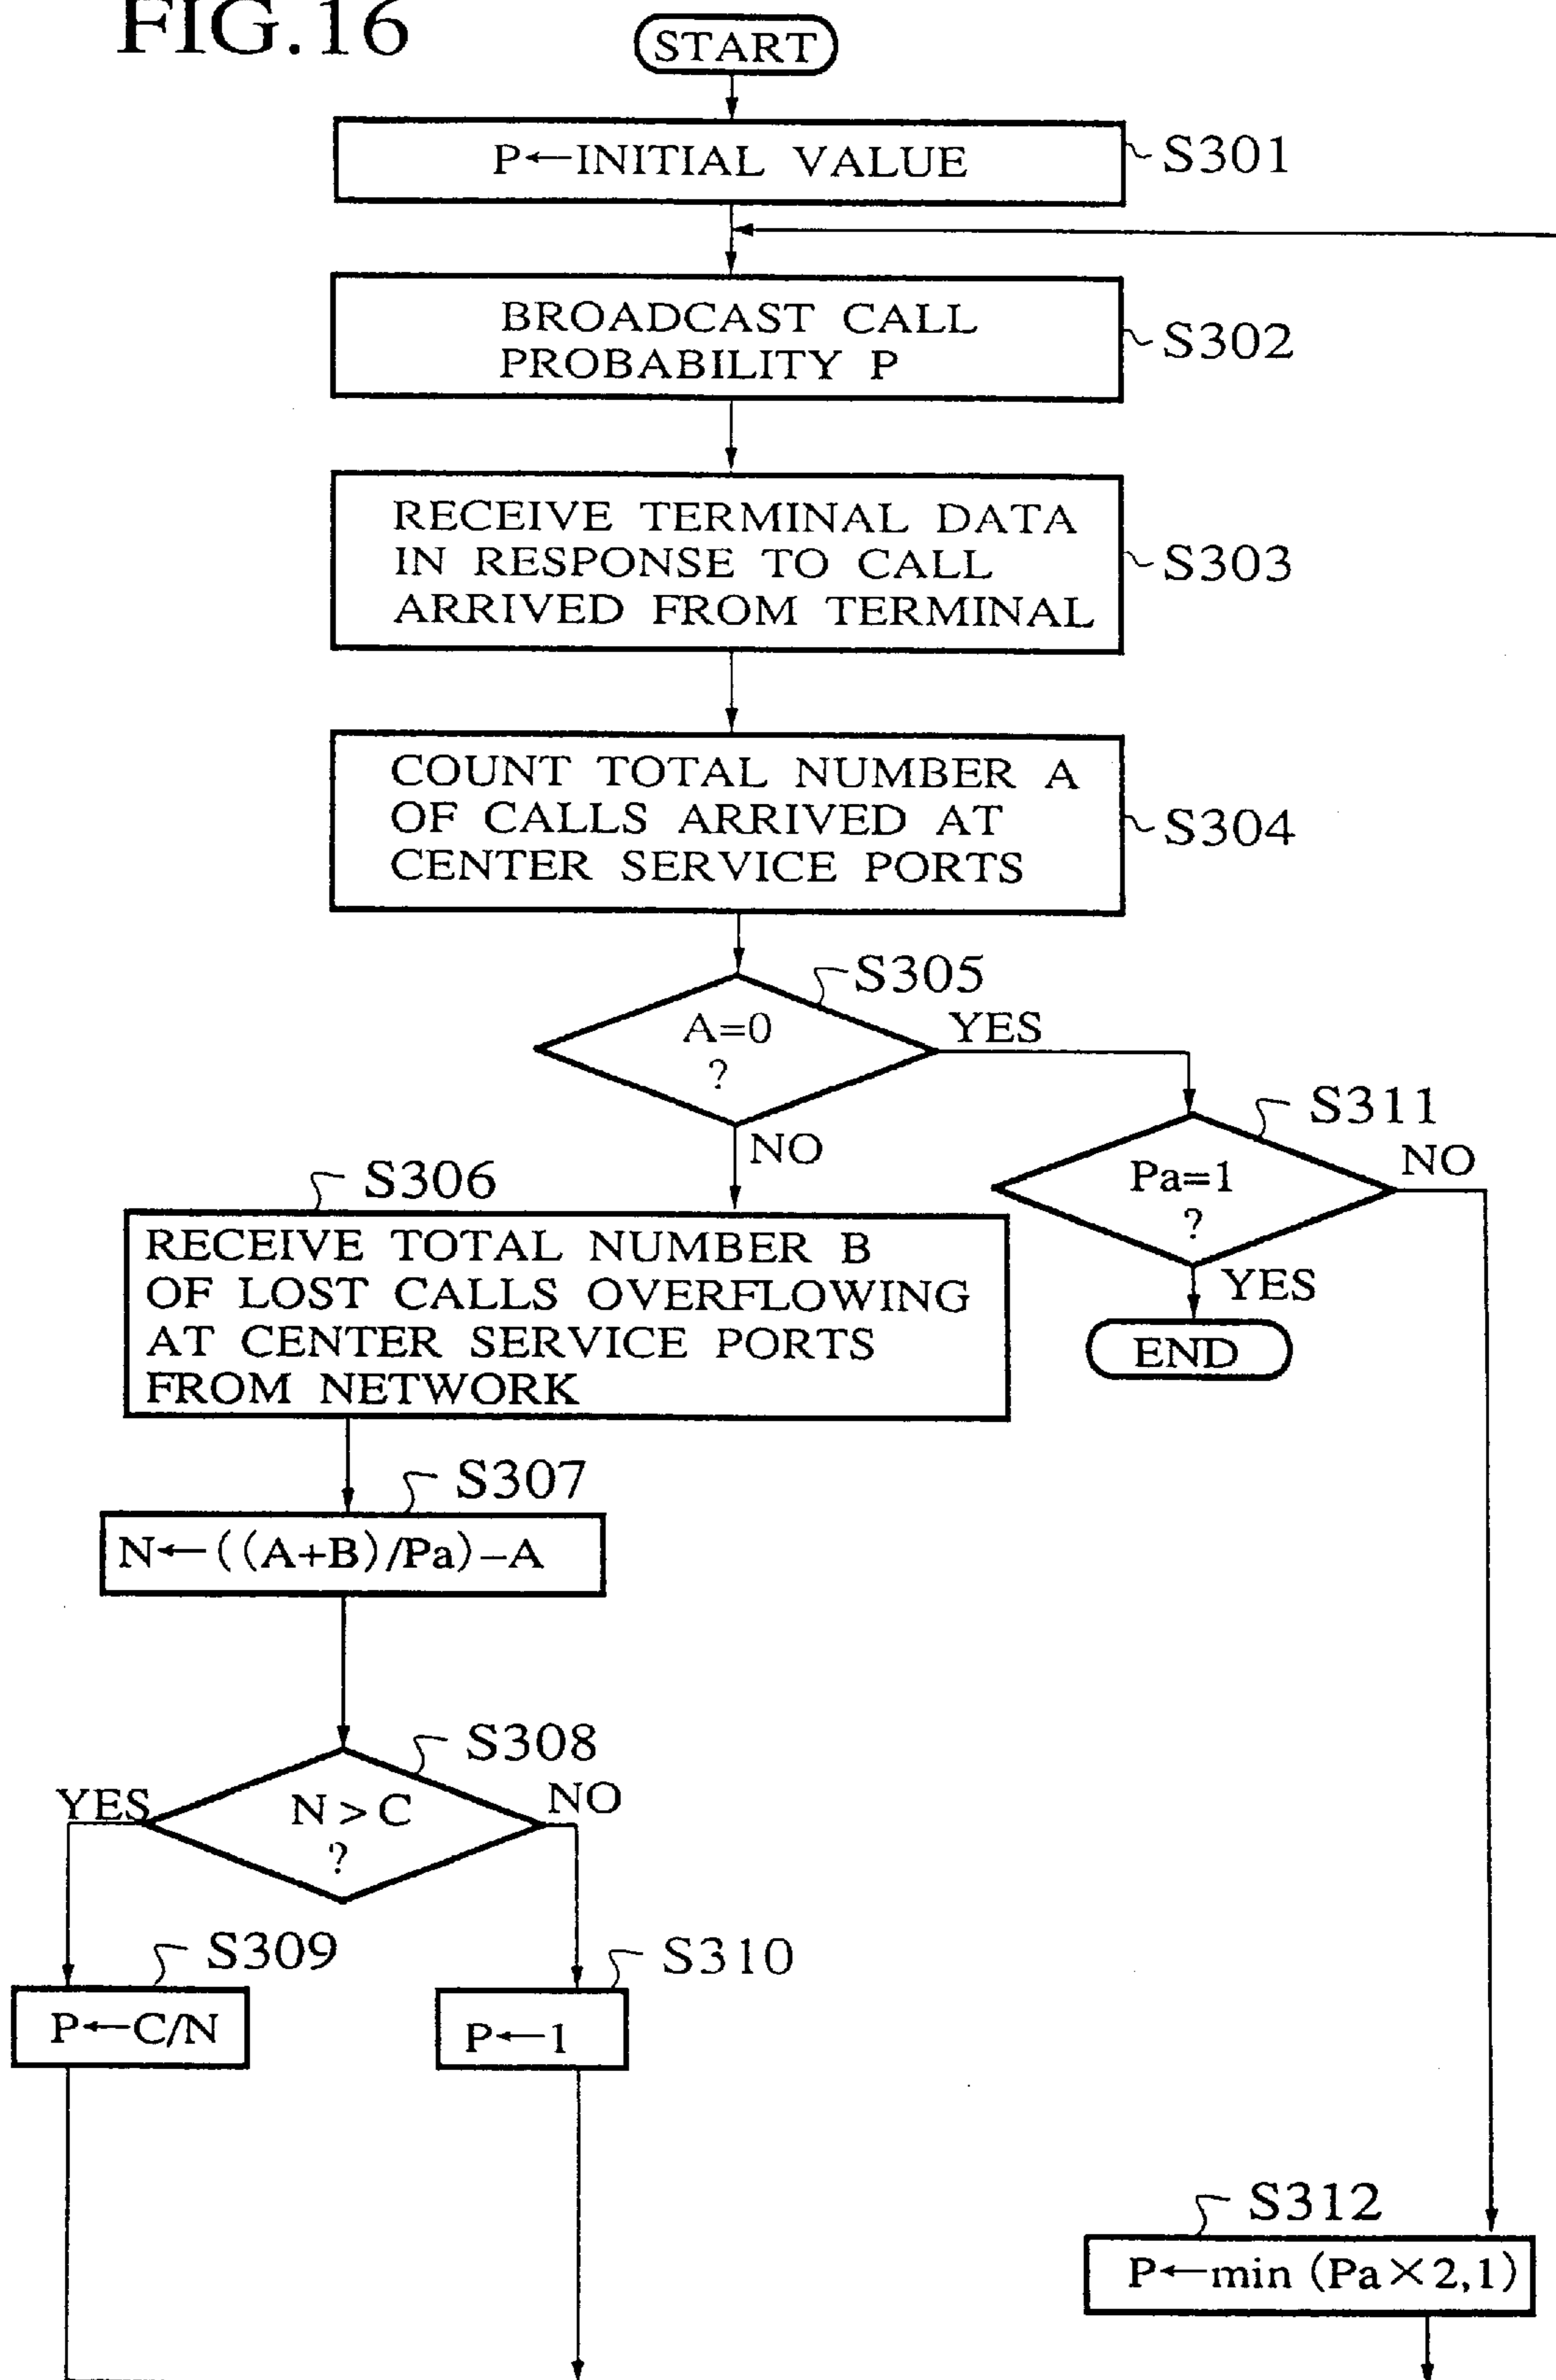 FIG.16
START
P←INITIAL VALUE
S301
BROADCAST CALL
PROBABILITY P
S302
RECEIVE TERMINAL DATA
IN RESPONSE TO CALL
ARRIVED FROM TERMINAL
S303
COUNT TOTAL NUMBER A
OF CALLS ARRIVED AT
CENTER SERVICE PORTS
S304
S305
A=0
?
YES
NO
S311
Pa=1
?
NO
YES
END
S306
RECEIVE TOTAL NUMBER B
OF LOST CALLS OVERFLOWING
AT CENTER SERVICE PORTS
FROM NETWORK
S307
N←((A+B)/Pa)–A
S308
N>C
?
YES
NO
S309
P←C/N
S310
P←1
S312
P←min (Pa×2,1)